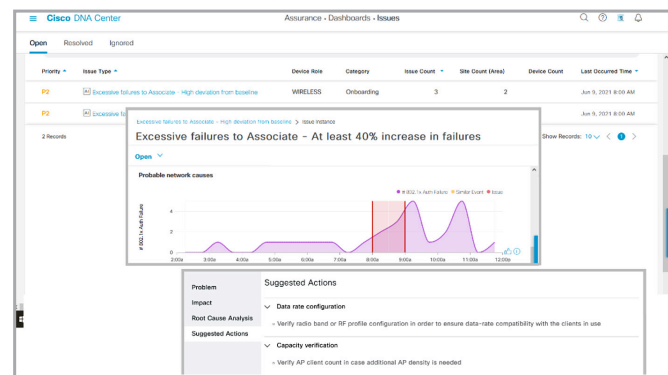 Cisco DNA Center
Assurance • Dashboards • Issues
Open Resolved Ignored
Priority Issue Type Device Role Category Issue Count Site Count (Area) Device Count Last Occurred Time
P2 AI Excessive failures to Associate - High deviation from baseline WIRELESS Onboarding 3 2 Jun 9, 2021 8:00 AM
P2 AI Excessive Jun 9, 2021 8:00 AM
2 Records
Show Records: 10 < 1 >
Excessive failures to Associate - High deviation from baseline > Issue Instance
Excessive failures to Associate - At least 40% increase in failures
Open
Probable network causes
# 802.1x Auth Failure Similar Event Issue
# 802.1x Auth Failure
4
2
0
2:00a 3:00a 4:00a 5:00a 6:00a 7:00a 8:00a 9:00a 10:00a 11:00a 12:00a
Problem
Impact
Root Cause Analysis
Suggested Actions
Suggested Actions
Data rate configuration
- Verify radio band or RF profile configuration in order to ensure data-rate compatibility with the clients in use
Capacity verification
- Verify AP client count in case additional AP density is needed